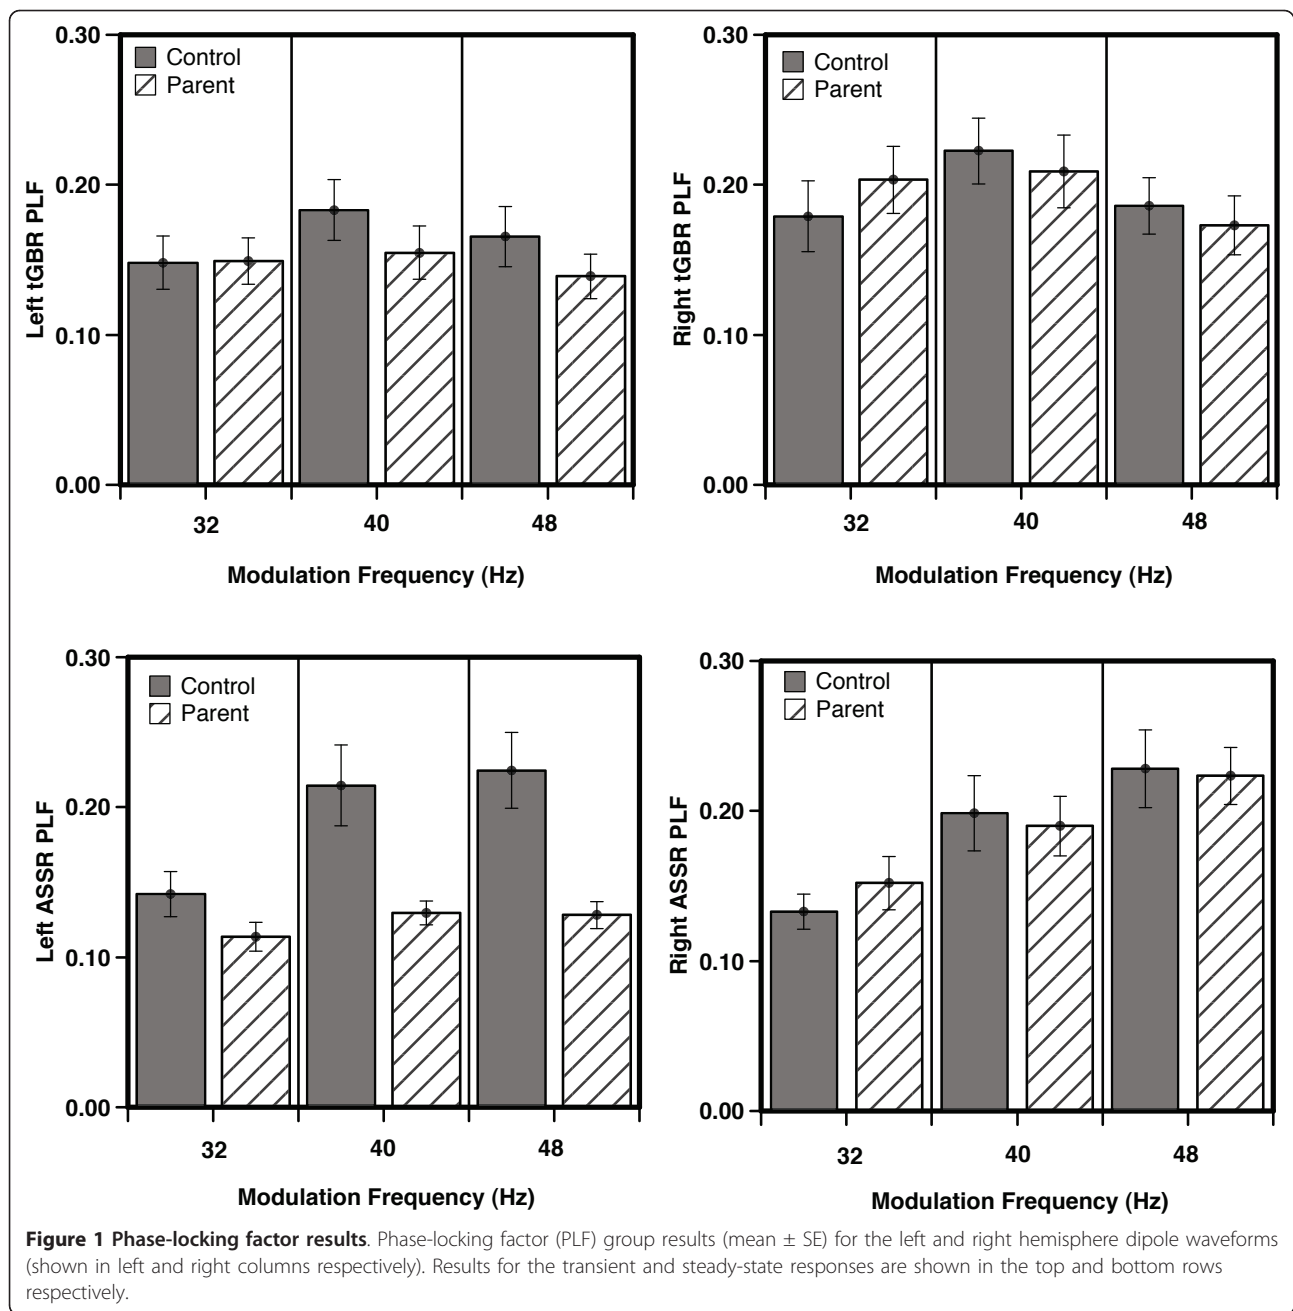 0.30
Control
Parent
0.20
0.10
0.00
Left tGBR PLF
32
40
48
Modulation Frequency (Hz)
0.30
Control
Parent
0.20
0.10
0.00
Right tGBR PLF
32
40
48
Modulation Frequency (Hz)
0.30
Control
Parent
0.20
0.10
0.00
Left ASSR PLF
32
40
48
Modulation Frequency (Hz)
0.30
Control
Parent
0.20
0.10
0.00
Right ASSR PLF
32
40
48
Modulation Frequency (Hz)
Figure 1 Phase-locking factor results. Phase-locking factor (PLF) group results (mean ± SE) for the left and right hemisphere dipole waveforms
(shown in left and right columns respectively). Results for the transient and steady-state responses are shown in the top and bottom rows
respectively.